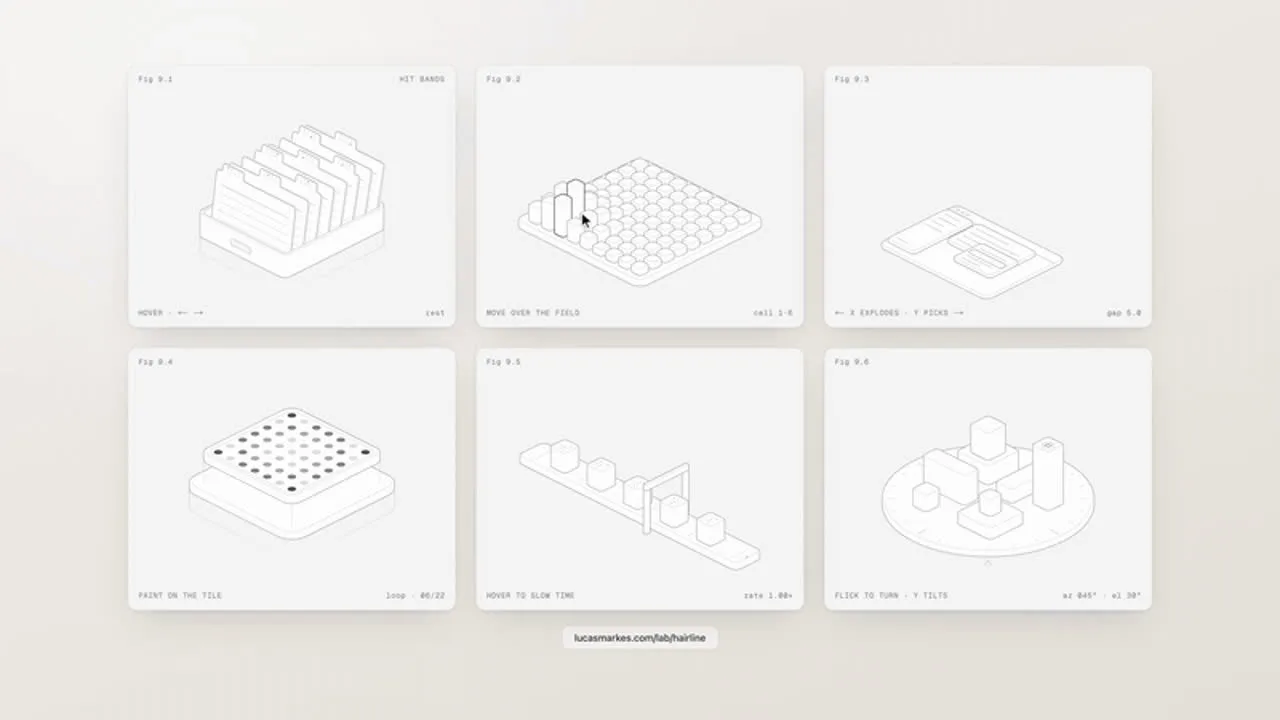 Fig 9.1
HIT BANDS
HOVER · ← →
rest
Fig 9.2
MOVE OVER THE FIELD
cell 1-6
Fig 9.3
← X EXPLODES · Y PICKS →
gap 5.0
Fig 9.4
PAINT ON THE TILE
loop · 06/22
Fig 9.5
HOVER TO SLOW TIME
rate 1.00×
Fig 9.6
FLICK TO TURN · Y TILTS
az 045° · el 30°
lucasmarkes.com/lab/hairline